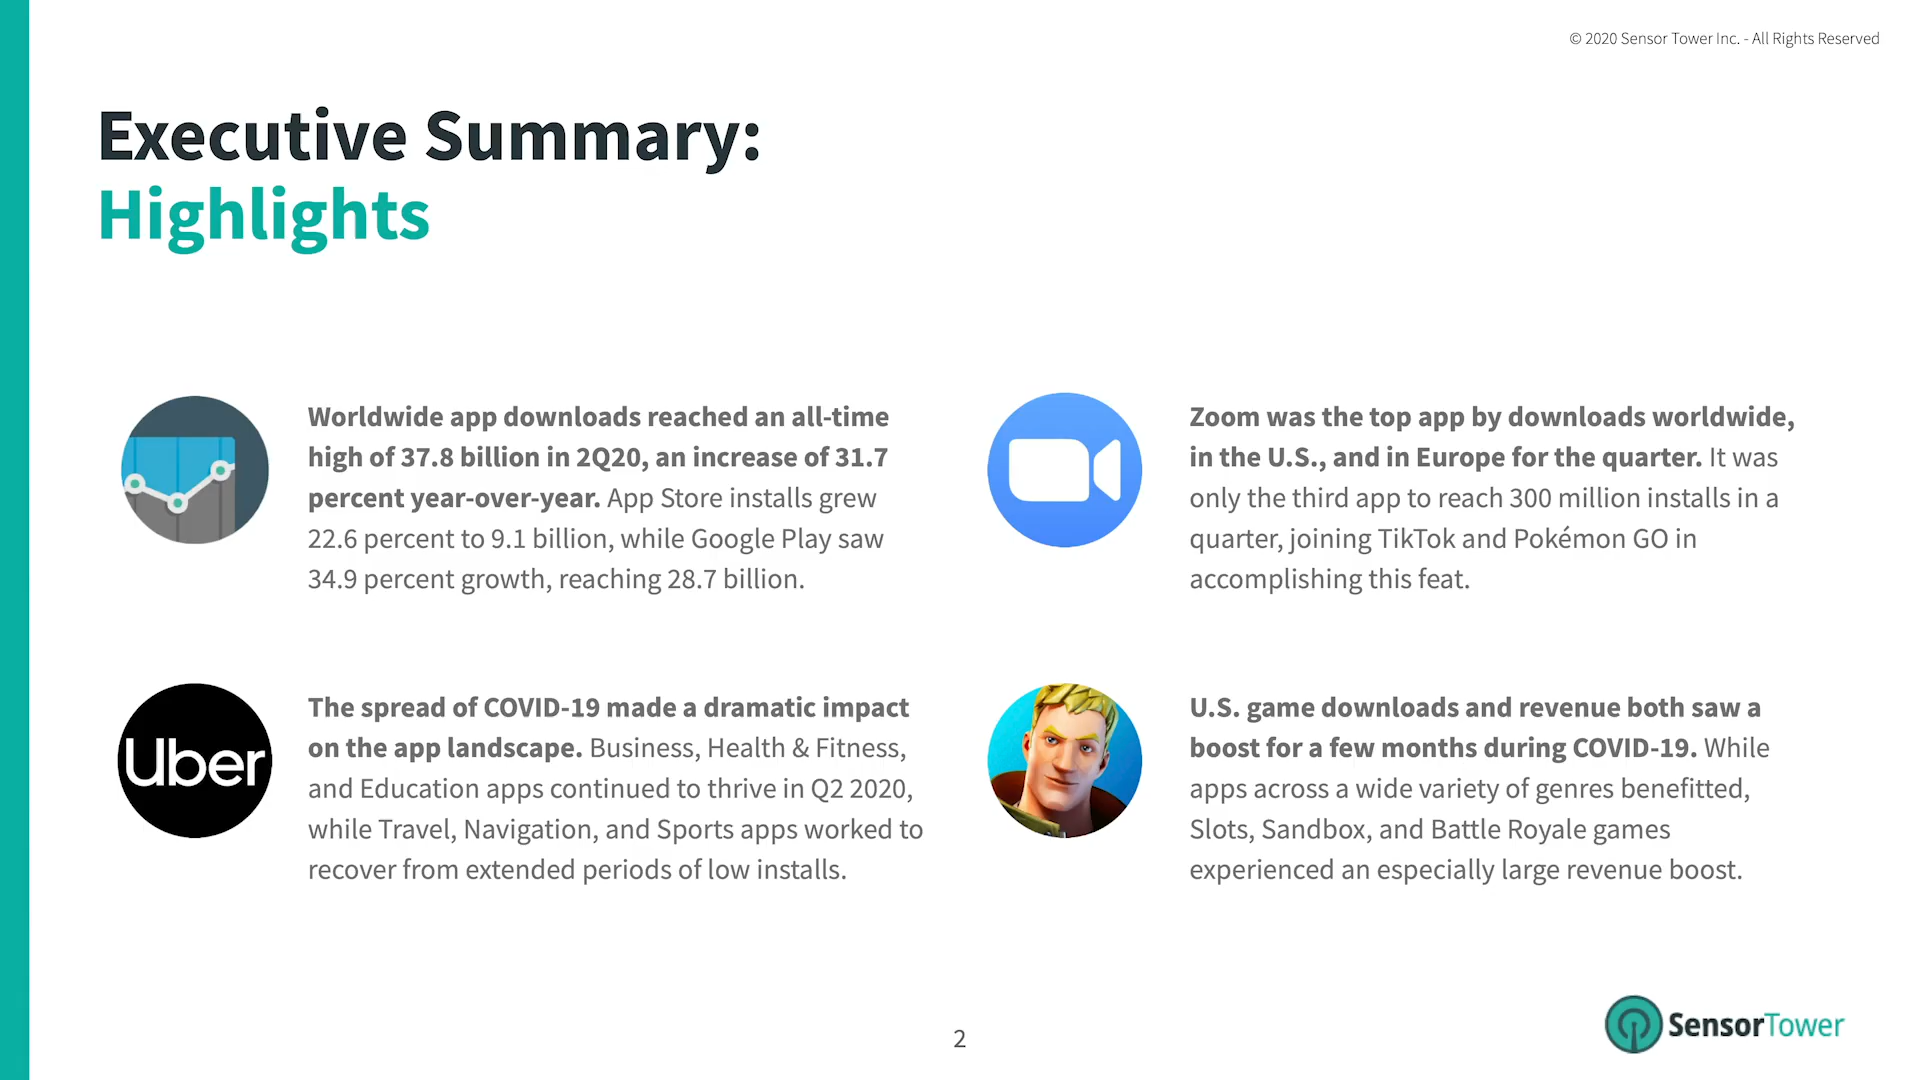 © 2020 Sensor Tower Inc. - All Rights Reserved
Executive Summary:
Highlights
Worldwide app downloads reached an all-time
high of 37.8 billion in 2Q20, an increase of 31.7
percent year-over-year. App Store installs grew
22.6 percent to 9.1 billion, while Google Play saw
34.9 percent growth, reaching 28.7 billion.
Zoom was the top app by downloads worldwide,
in the U.S., and in Europe for the quarter. It was
only the third app to reach 300 million installs in a
quarter, joining TikTok and Pokémon GO in
accomplishing this feat.
Uber
The spread of COVID-19 made a dramatic impact
on the app landscape. Business, Health & Fitness,
and Education apps continued to thrive in Q2 2020,
while Travel, Navigation, and Sports apps worked to
recover from extended periods of low installs.
U.S. game downloads and revenue both saw a
boost for a few months during COVID-19. While
apps across a wide variety of genres benefitted,
Slots, Sandbox, and Battle Royale games
experienced an especially large revenue boost.
2
SensorTower